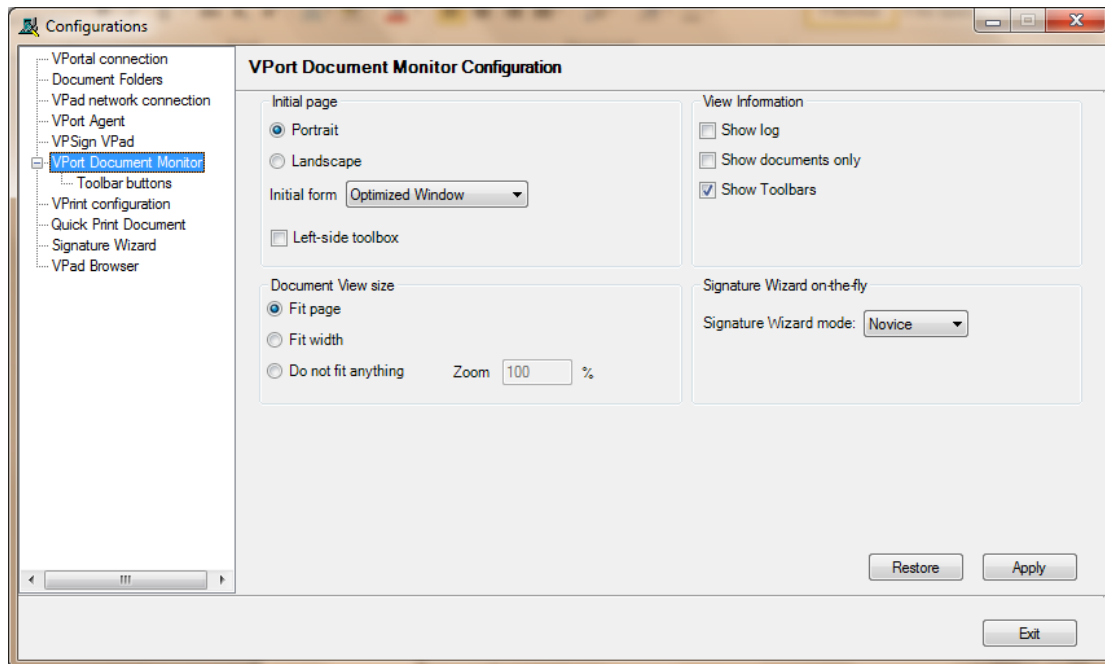 Configurations
VPortal connection
Document Folders
VPad network connection
VPort Agent
VPSign VPad
VPort Document Monitor
Toolbar buttons
VPrint configuration
Quick Print Document
Signature Wizard
VPad Browser
VPort Document Monitor Configuration
Initial page
Portrait
Landscape
Initial form Optimized Window
Left-side toolbox
View Information
Show log
Show documents only
Show Toolbars
Document View size
Fit page
Fit width
Do not fit anything Zoom 100 %
Signature Wizard on-the-fly
Signature Wizard mode: Novice
Restore Apply
Exit